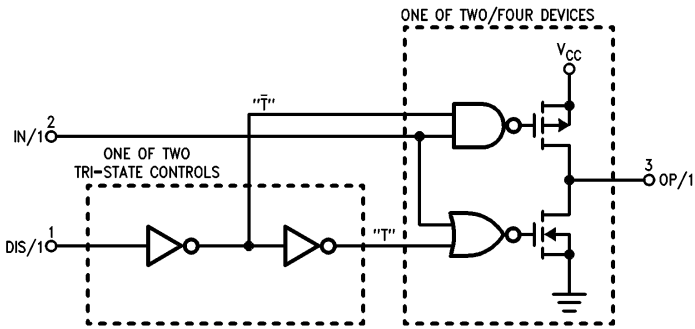 ONE OF TWO/FOUR DEVICES
VCC
"T̄"
2
IN/1
ONE OF TWO
TRI-STATE CONTROLS
3
OP/1
1
DIS/1
"T"